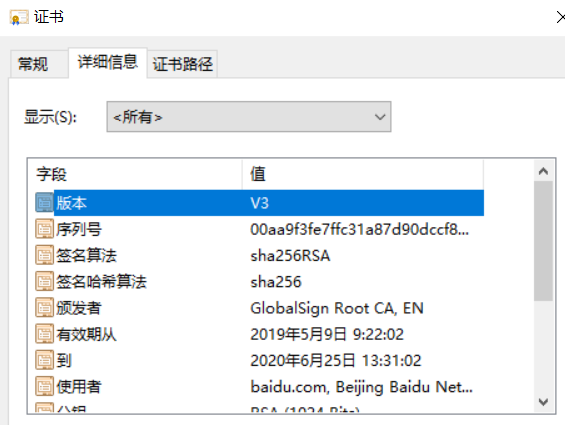 证书
常规 详细信息 证书路径
显示(S): <所有>
字段 值
版本 V3
序列号 00aa9f3fe7ffc31a87d90dccf8...
签名算法 sha256RSA
签名哈希算法 sha256
颁发者 GlobalSign Root CA, EN
有效期从 2019年5月9日 9:22:02
到 2020年6月25日 13:31:02
使用者 baidu.com, Beijing Baidu Net...
公钥 RSA (1024 Bits)